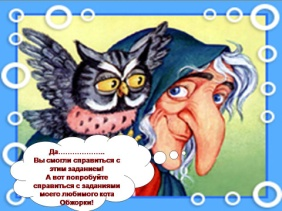 Да………………..
Вы смогли справиться с
этим заданием!
А вот попробуйте
справиться с заданиями
моего любимого кота
Обжорки!